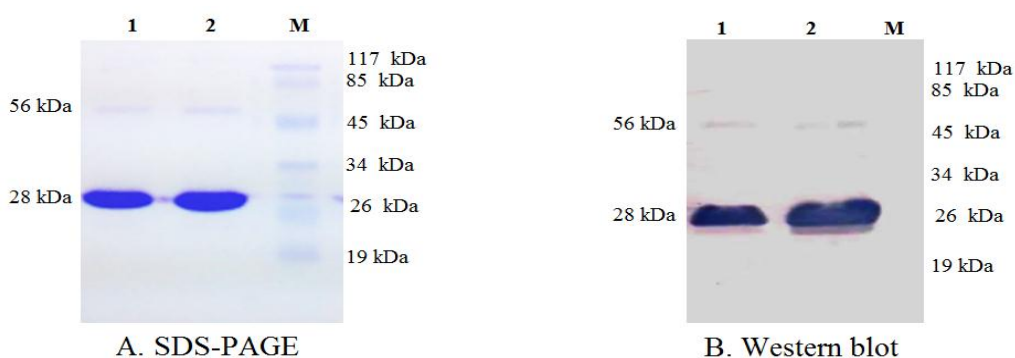 1 2 M
117 kDa
85 kDa
56 kDa
45 kDa
34 kDa
28 kDa
26 kDa
19 kDa
A. SDS-PAGE
1 2 M
117 kDa
85 kDa
56 kDa
45 kDa
34 kDa
28 kDa
26 kDa
19 kDa
B. Western blot